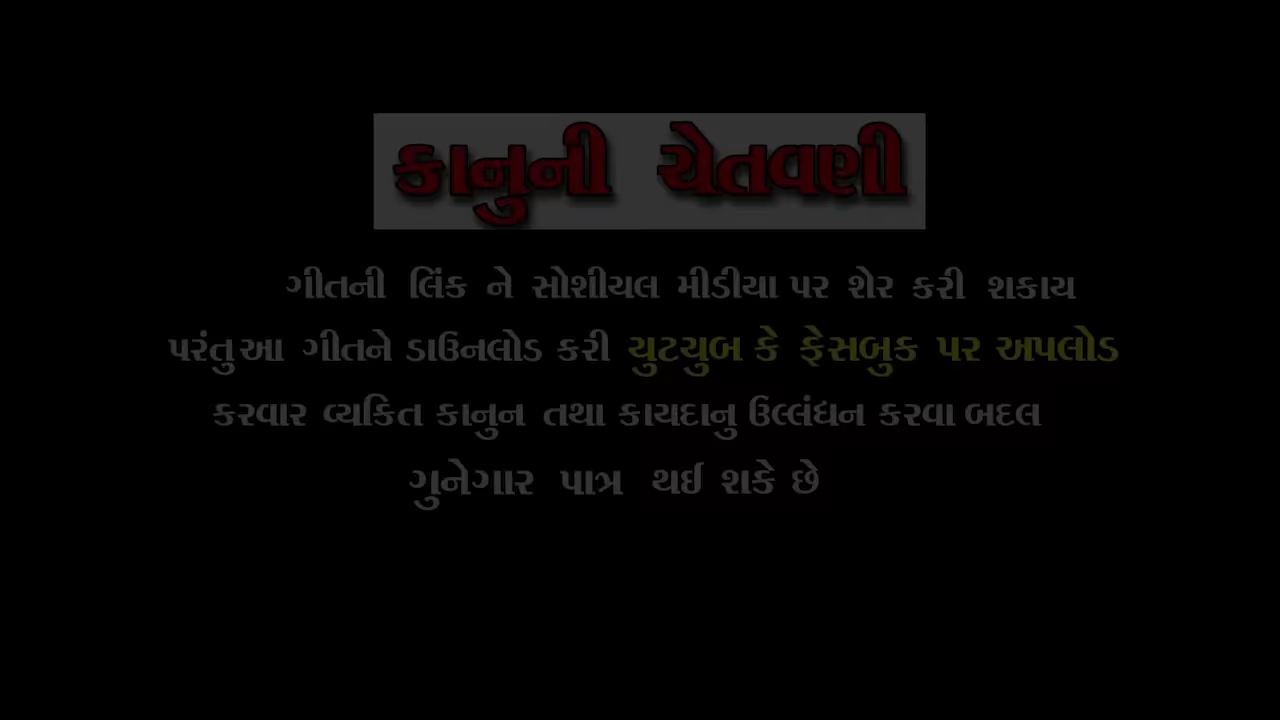 કાનુની ચેતવણી
ગીતની લિંક ને સોશીયલ મીડીયા પર શેર કરી શકાય
પરંતુ આ ગીતને ડાઉનલોડ કરી યુટયુબ કે ફેસબુક પર અપલોડ
કરવાર વ્યકિત કાનુન તથા કાયદાનુ ઉલ્લંઘન કરવા બદલ
ગુનેગાર પાત્ર થઈ શકે છે